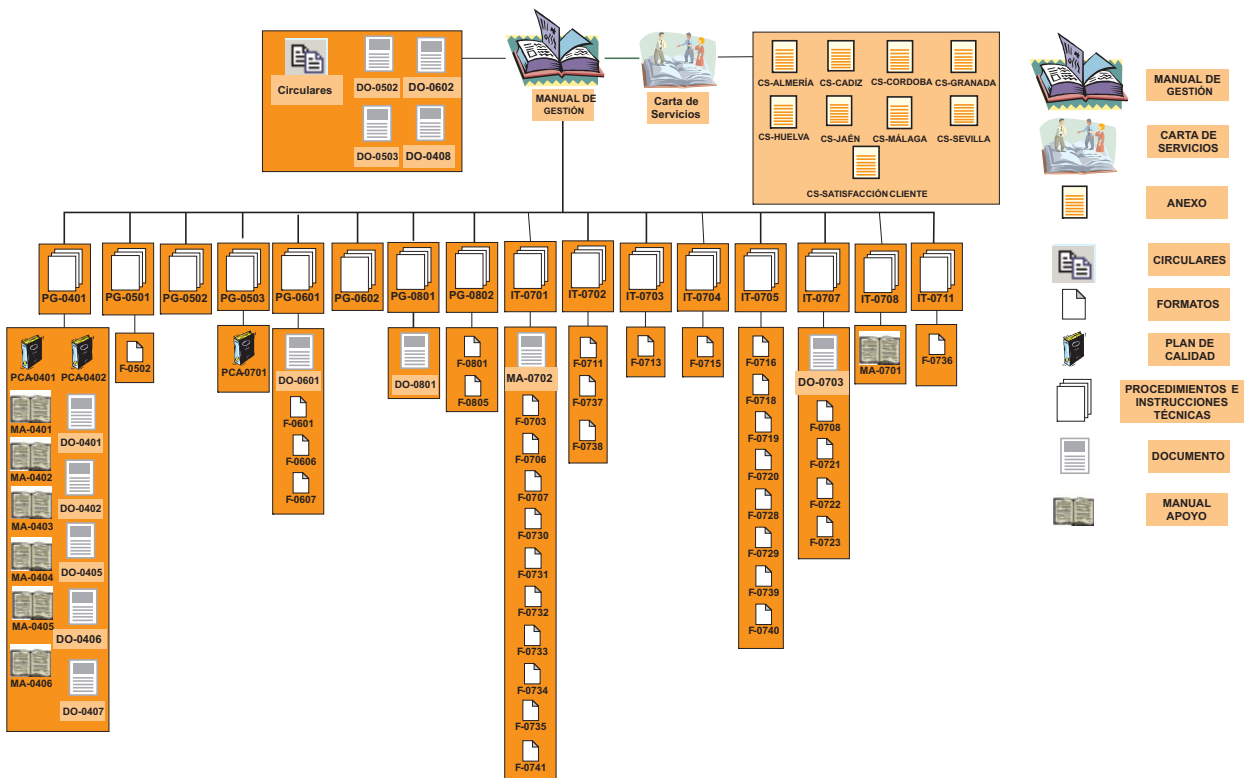 Circulares
DO-0502
DO-0602
DO-0503
DO-0408
MANUAL DE
GESTIÓN
Carta de
Servicios
CS-ALMERÍA
CS-CADIZ
CS-CORDOBA
CS-GRANADA
CS-HUELVA
CS-JAÉN
CS-MÁLAGA
CS-SEVILLA
CS-SATISFACCIÓN CLIENTE
MANUAL DE
GESTIÓN
CARTA DE
SERVICIOS
ANEXO
CIRCULARES
FORMATOS
PLAN DE
CALIDAD
PROCEDIMIENTOS E
INSTRUCCIONES
TÉCNICAS
DOCUMENTO
MANUAL
APOYO
PG-0401
PG-0501
PG-0502
PG-0503
PG-0601
PG-0602
PG-0801
PG-0802
IT-0701
IT-0702
IT-0703
IT-0704
IT-0705
IT-0707
IT-0708
IT-0711
PCA-0401
PCA-0402
MA-0401
DO-0401
MA-0402
DO-0402
MA-0403
MA-0404
DO-0405
MA-0405
DO-0406
MA-0406
DO-0407
F-0502
PCA-0701
DO-0601
F-0601
F-0606
F-0607
DO-0801
F-0801
F-0805
MA-0702
F-0703
F-0706
F-0707
F-0730
F-0731
F-0732
F-0733
F-0734
F-0735
F-0741
F-0711
F-0737
F-0738
F-0713
F-0715
F-0716
F-0718
F-0719
F-0720
F-0728
F-0729
F-0739
F-0740
DO-0703
F-0708
F-0721
F-0722
F-0723
MA-0701
F-0736